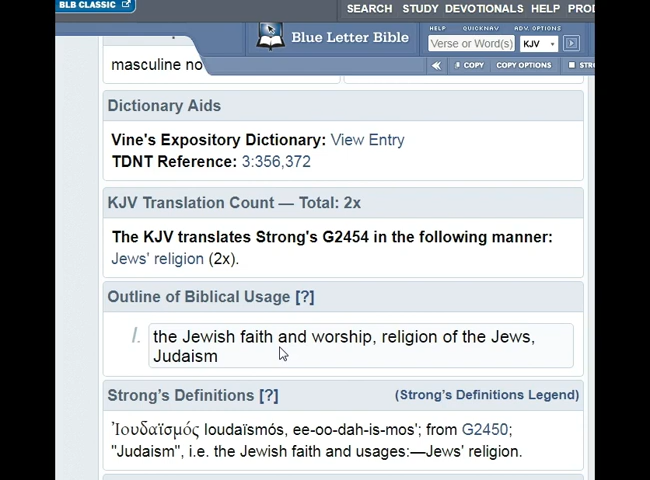 BLB CLASSIC
SEARCH STUDY DEVOTIONALS HELP
Blue Letter Bible
HELP QUICKNAV ADV. OPTIONS
Verse or Word(s) KJV
COPY COPY OPTIONS
masculine
Dictionary Aids
Vine's Expository Dictionary: View Entry
TDNT Reference: 3:356,372
KJV Translation Count — Total: 2x
The KJV translates Strong's G2454 in the following manner:
Jews' religion (2x).
Outline of Biblical Usage [?]
I. the Jewish faith and worship, religion of the Jews,
Judaism
Strong's Definitions [?] (Strong's Definitions Legend)
Ἰουδαϊσμός Ioudaïsmós, ee-oo-dah-is-mos'; from G2450;
"Judaism", i.e. the Jewish faith and usages:—Jews' religion.